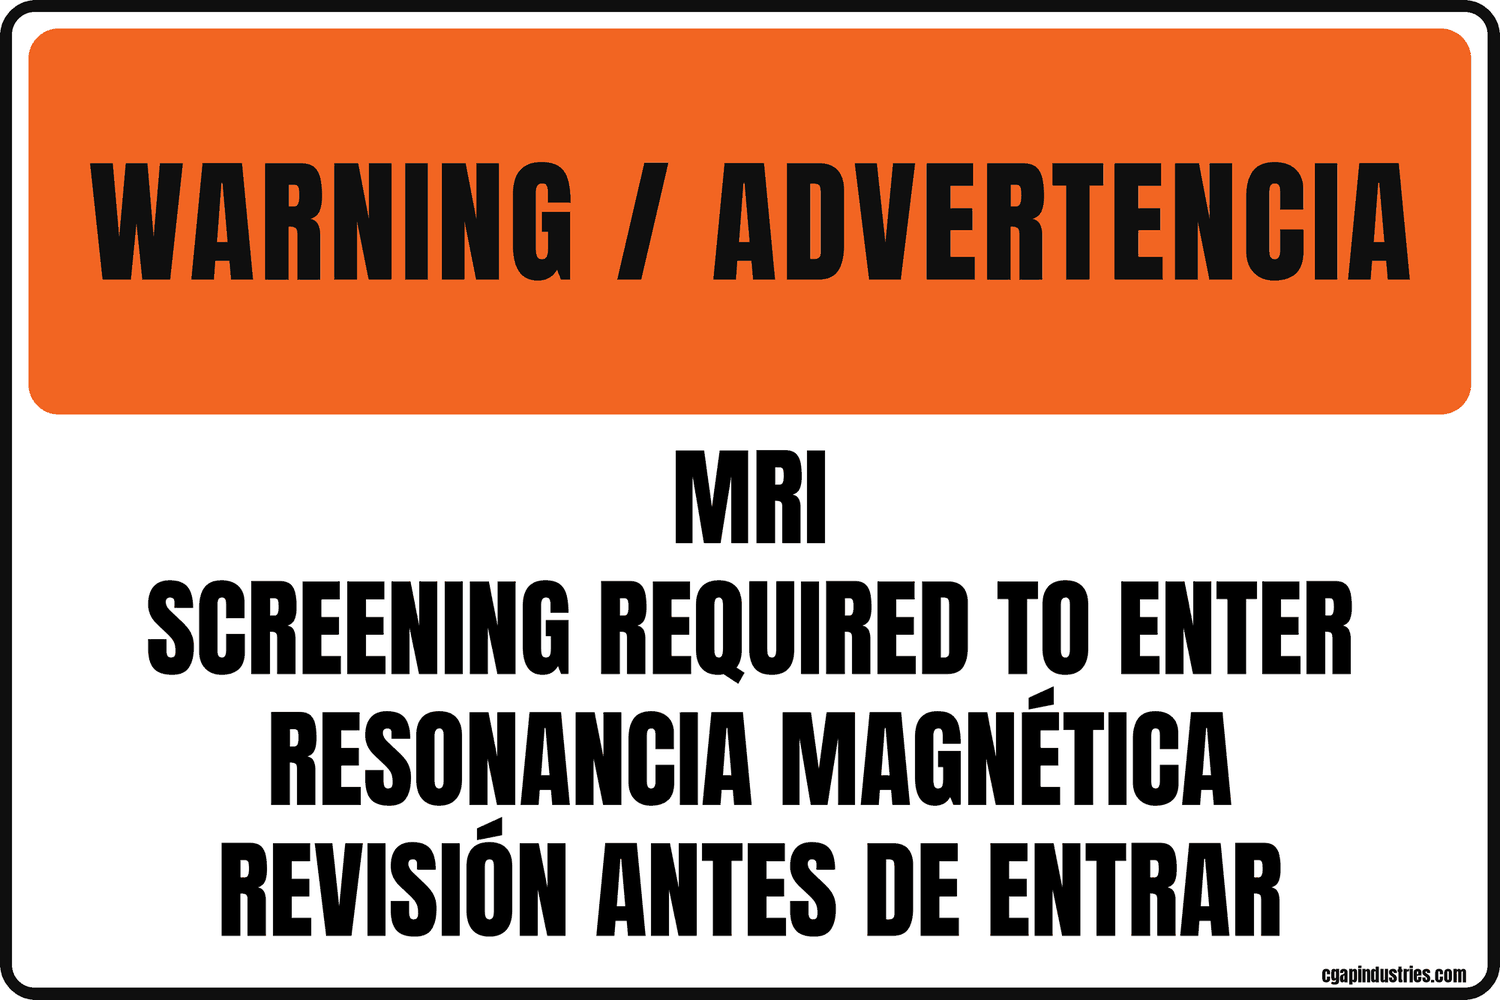 WARNING / ADVERTENCIA
MRI
SCREENING REQUIRED TO ENTER
RESONANCIA MAGNÉTICA
REVISIÓN ANTES DE ENTRAR
cgapindustries.com